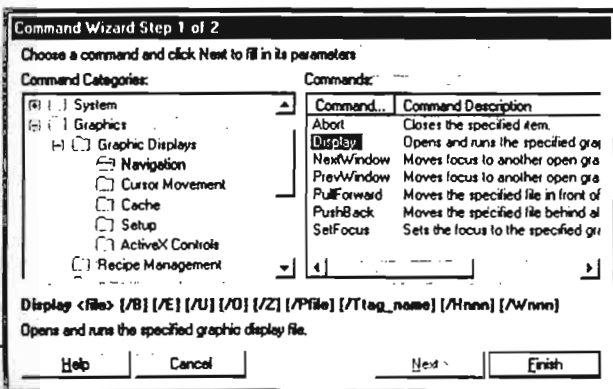 Command Wizard Step 1 of 2
Choose a command and click Next to fill in its parameters
Command Categories:
System
Graphics
Graphic Displays
Navigation
Cursor Movement
Cache
Setup
ActiveX Controls
Recipe Management
Commands:
Command... Command Description
Abort Closes the specified item.
Display Opens and runs the specified grap
NextWindow Moves focus to another open gra
PrevWindow Moves focus to another open gra
PullForward Moves the specified file in front of
PushBack Moves the specified file behind al
SetFocus Sets the focus to the specified gra
Display <file> [/B] [/E] [/U] [/O] [/Z] [/Pfile] [/Ttag_name] [/Hnnn] [/Wnnn]
Opens and runs the specified graphic display file.
Help Cancel Next > Finish